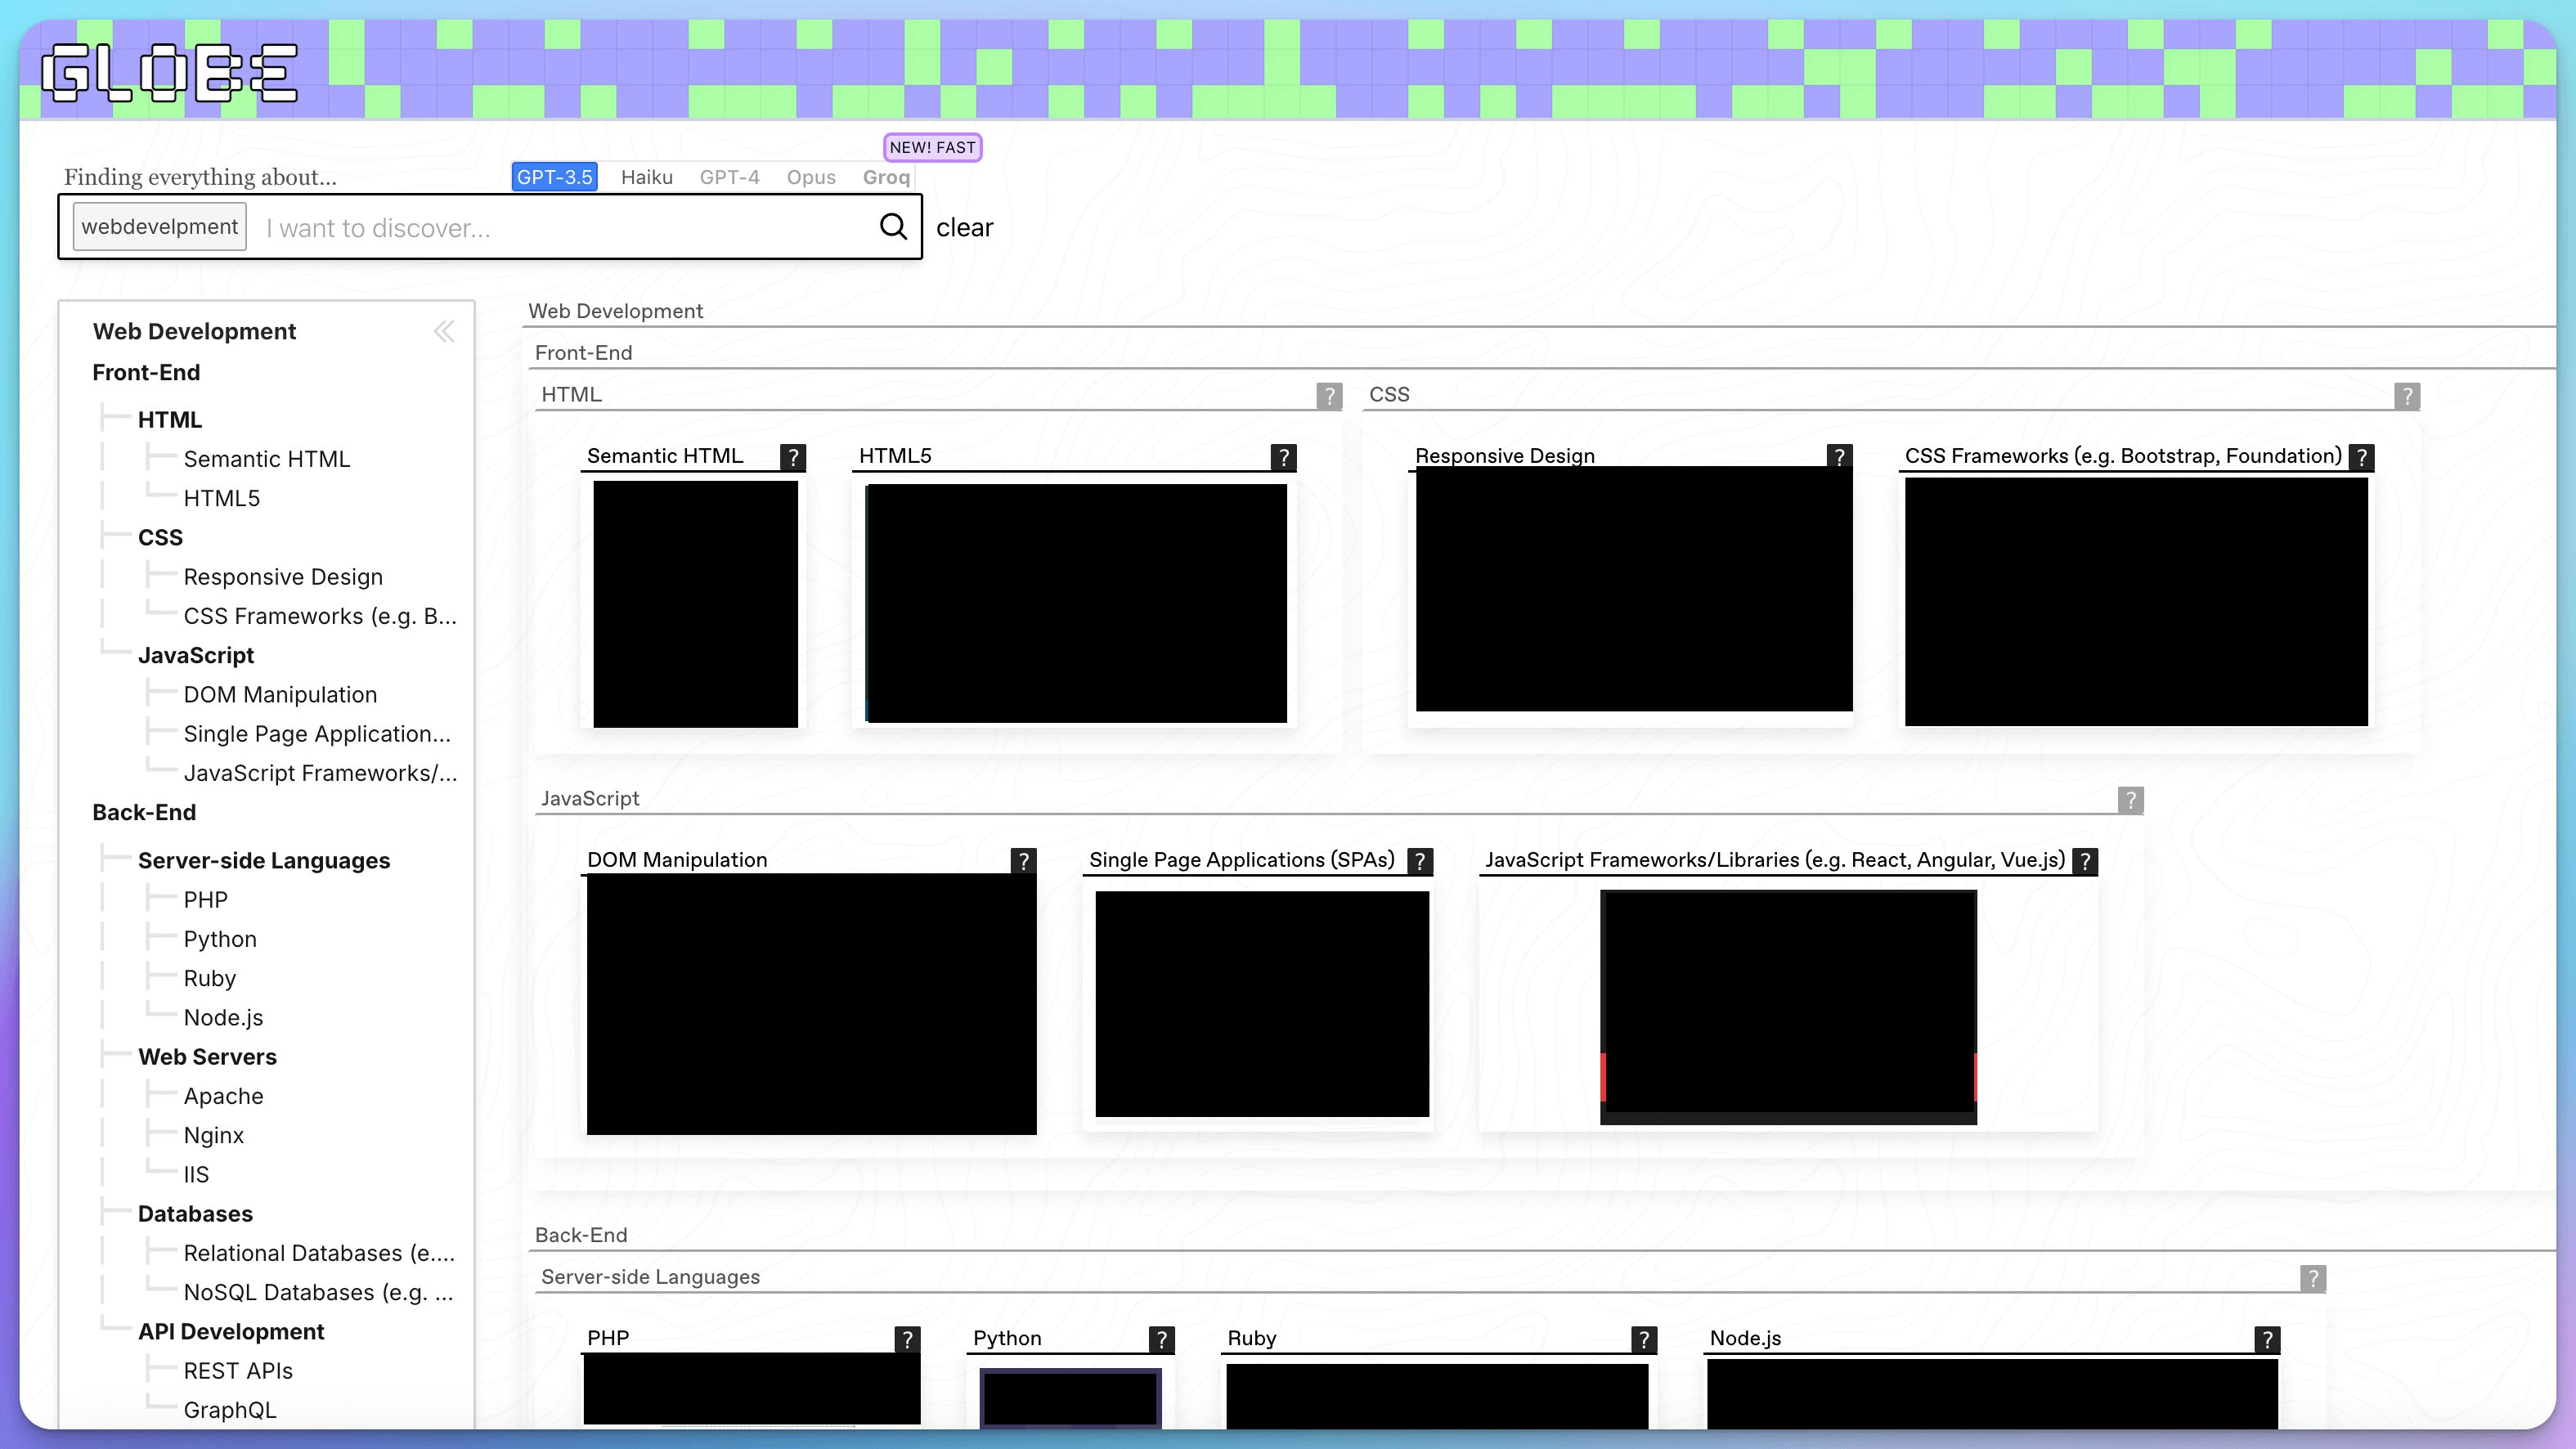 GLOBE
NEW! FAST
Finding everything about...
GPT-3.5 Haiku GPT-4 Opus Groq
webdevelpment I want to discover... clear
Web Development
Front-End
HTML
Semantic HTML
HTML5
CSS
Responsive Design
CSS Frameworks (e.g. B...
JavaScript
DOM Manipulation
Single Page Application...
JavaScript Frameworks/...
Back-End
Server-side Languages
PHP
Python
Ruby
Node.js
Web Servers
Apache
Nginx
IIS
Databases
Relational Databases (e....
NoSQL Databases (e.g. ...
API Development
REST APIs
GraphQL
Web Development
Front-End
HTML ? CSS ?
Semantic HTML ? HTML5 ? Responsive Design ? CSS Frameworks (e.g. Bootstrap, Foundation) ?
JavaScript ?
DOM Manipulation ? Single Page Applications (SPAs) ? JavaScript Frameworks/Libraries (e.g. React, Angular, Vue.js) ?
Back-End
Server-side Languages ?
PHP ? Python ? Ruby ? Node.js ?